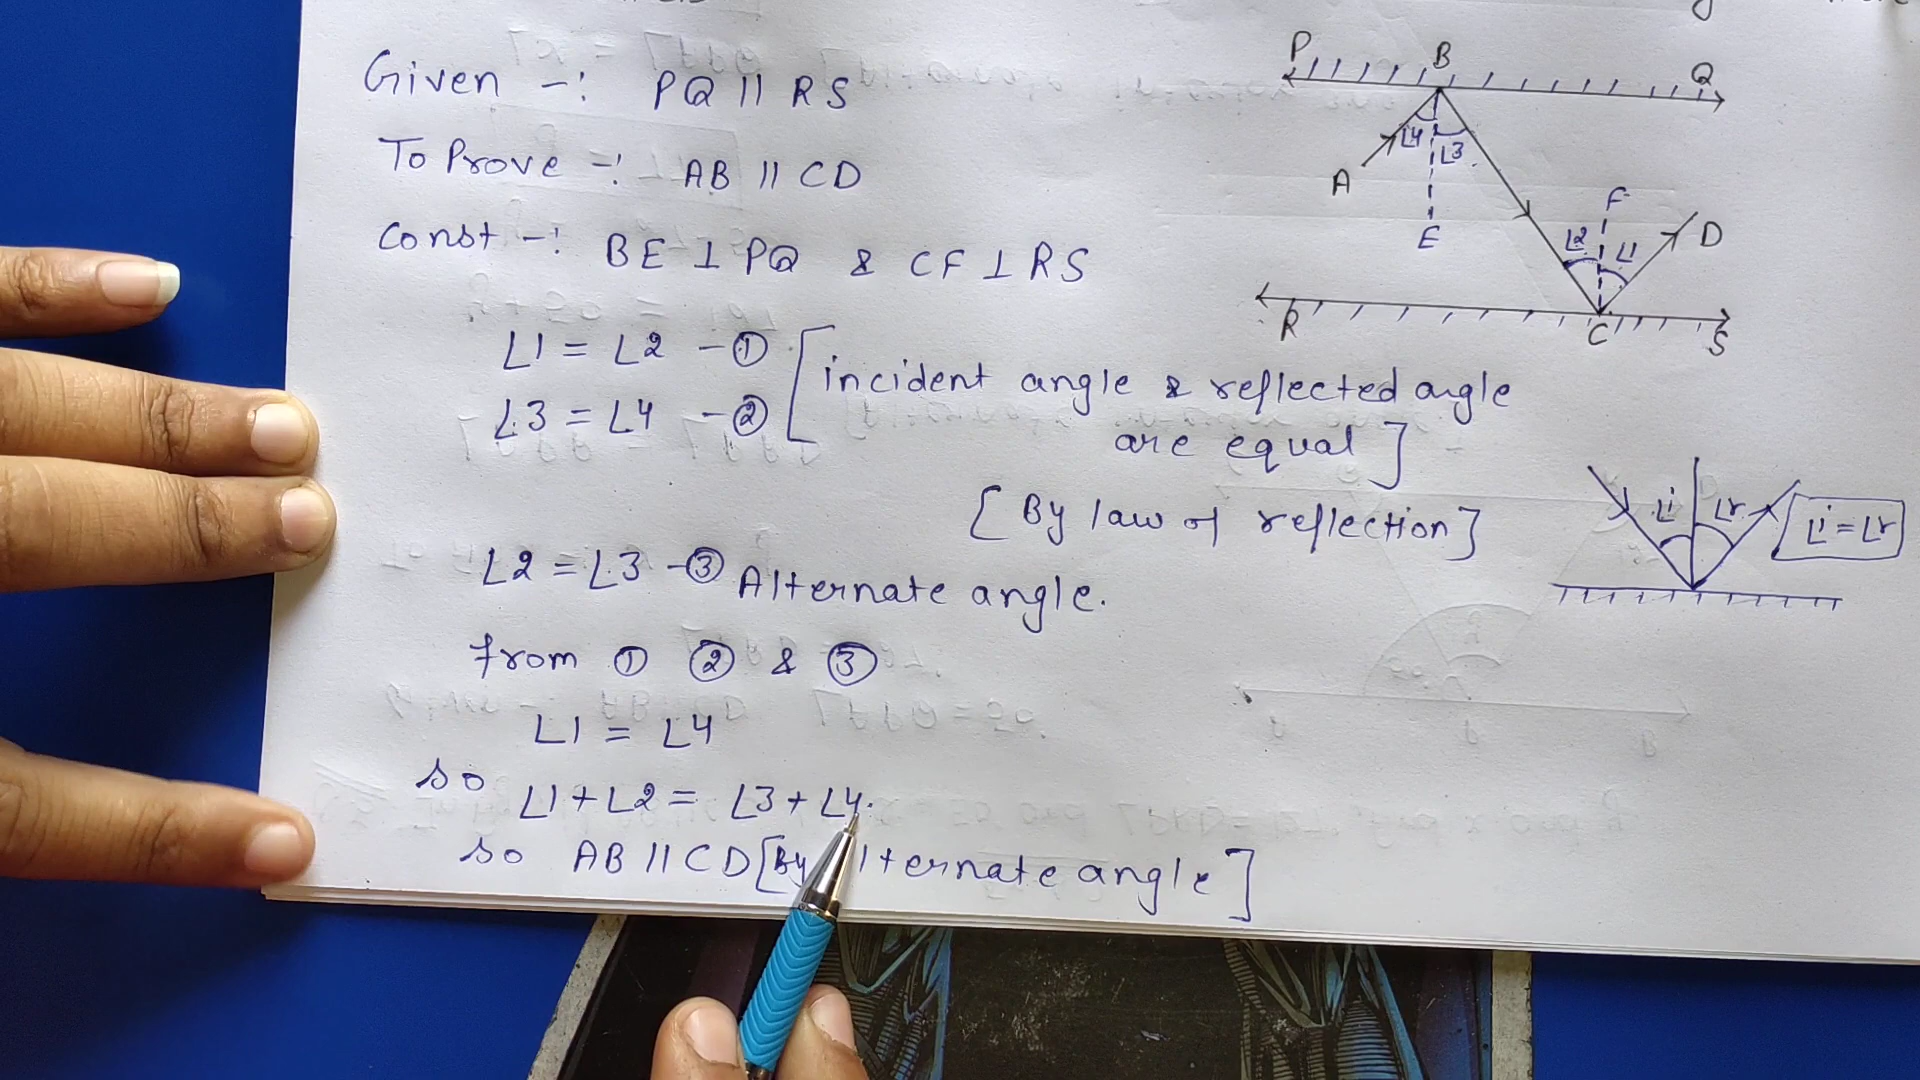 Given -: PQ || RS
To Prove -: AB || CD
Const -: BE ⊥ PQ & CF ⊥ RS
∠1 = ∠2 - ①
∠3 = ∠4 - ②
[incident angle & reflected angle
are equal]
[By law of reflection]
∠2 = ∠3 - ③ Alternate angle.
from ① ② & ③
∠1 = ∠4
so
∠1 + ∠2 = ∠3 + ∠4.
so AB || CD [By alternate angle]
P B Q
∠4 ∠3
A
E
F
∠2 ∠1 D
R C S
∠i ∠r ∠i = ∠r